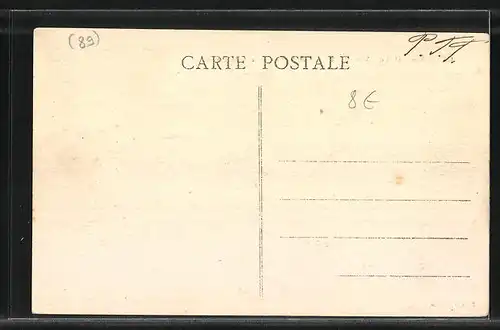 (89)
P.T.T.
CARTE POSTALE
8€